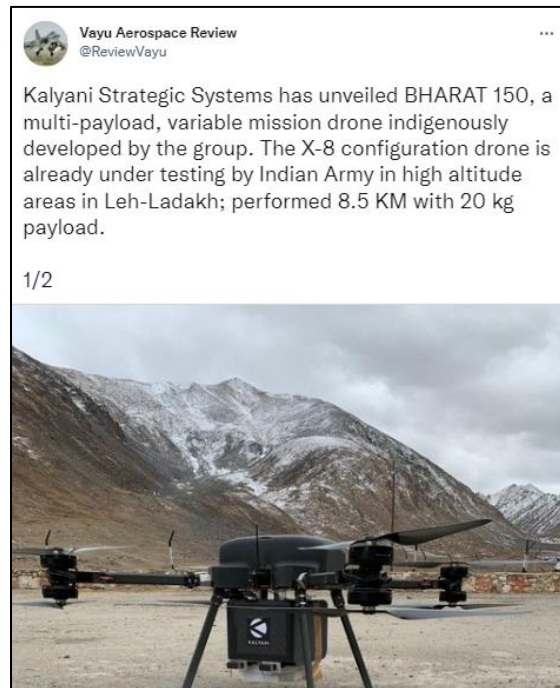 Vayu Aerospace Review
@ReviewVayu
Kalyani Strategic Systems has unveiled BHARAT 150, a
multi-payload, variable mission drone indigenously
developed by the group. The X-8 configuration drone is
already under testing by Indian Army in high altitude
areas in Leh-Ladakh; performed 8.5 KM with 20 kg
payload.
1/2
KALYANI